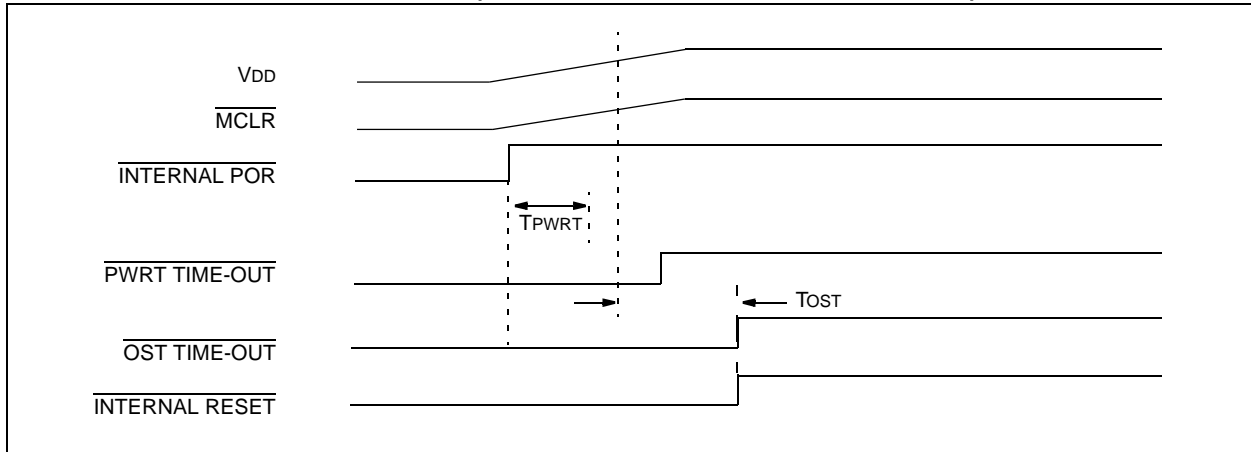 VDD
MCLR
INTERNAL POR
TPWRT
PWRT TIME-OUT
TOST
OST TIME-OUT
INTERNAL RESET